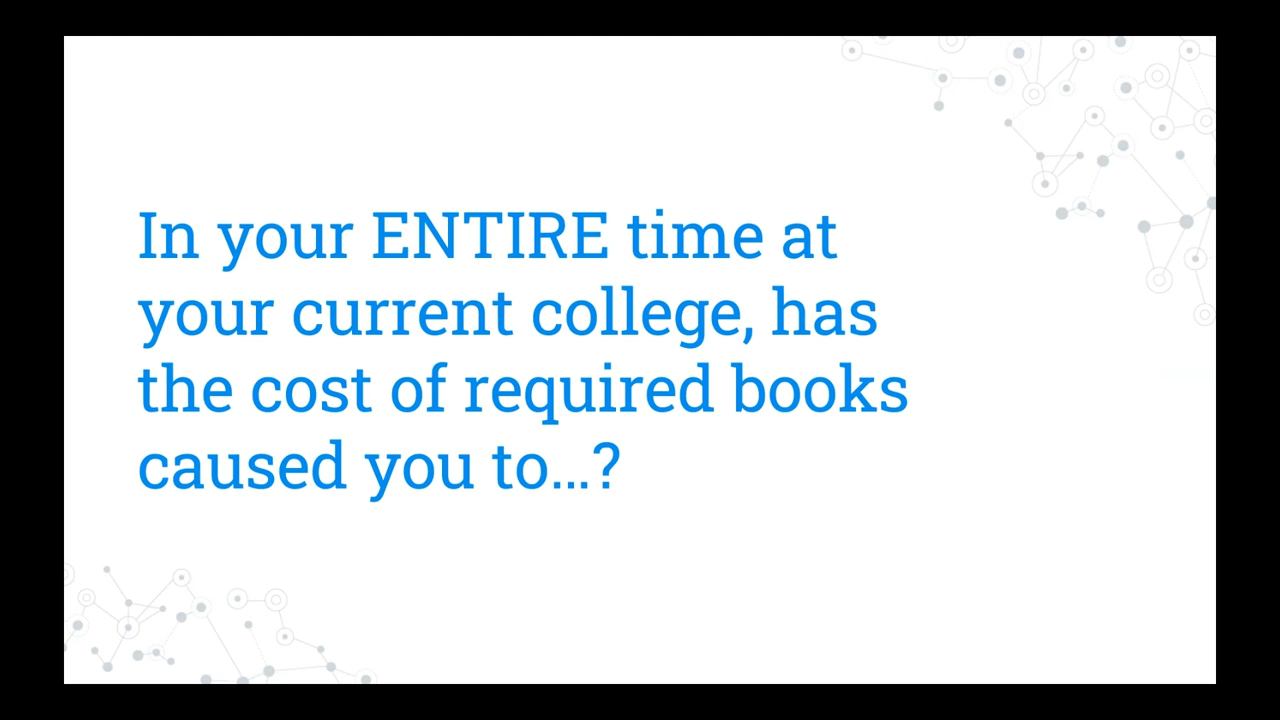 In your ENTIRE time at
your current college, has
the cost of required books
caused you to...?